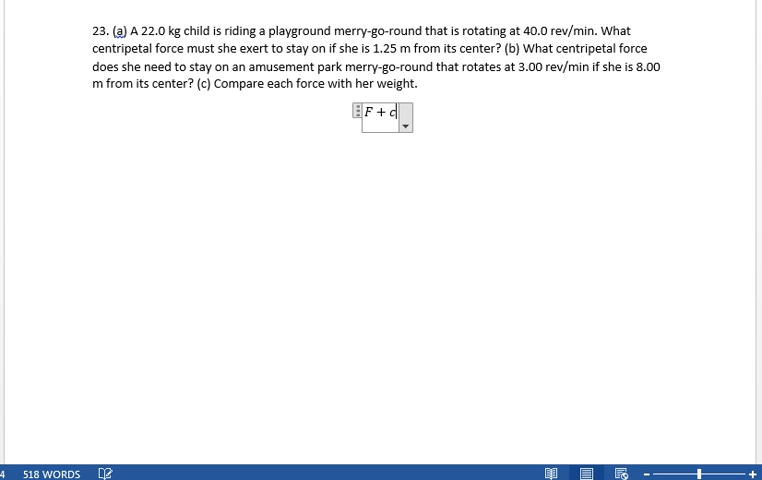 23. (a) A 22.0 kg child is riding a playground merry-go-round that is rotating at 40.0 rev/min. What
centripetal force must she exert to stay on if she is 1.25 m from its center? (b) What centripetal force
does she need to stay on an amusement park merry-go-round that rotates at 3.00 rev/min if she is 8.00
m from its center? (c) Compare each force with her weight.
F + c
4 518 WORDS